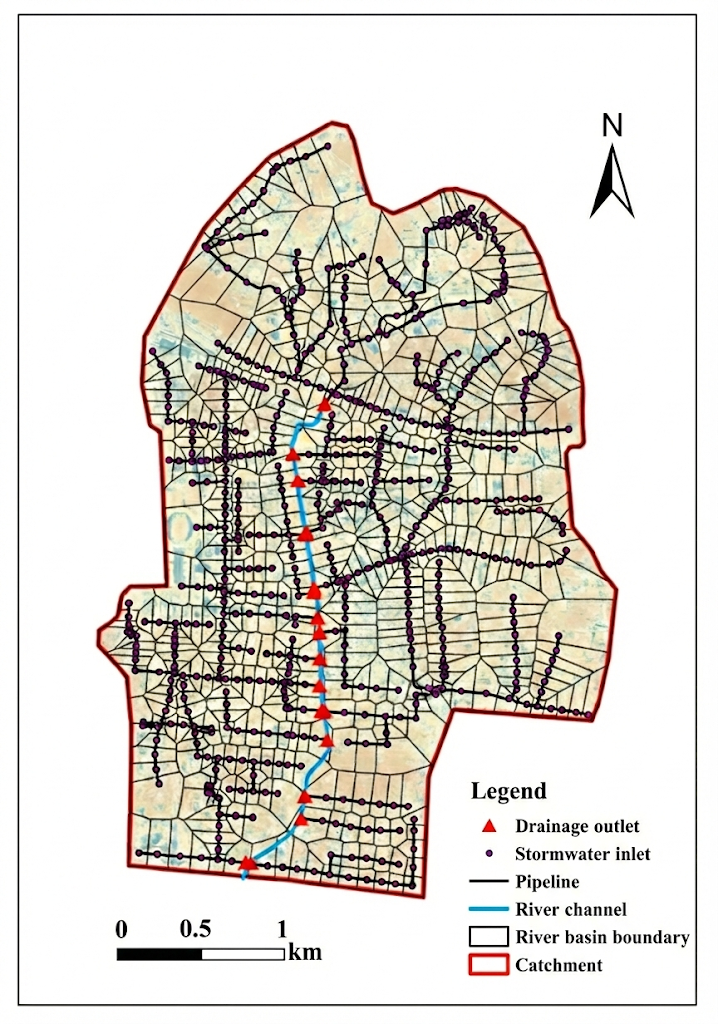 N
Legend
Drainage outlet
Stormwater inlet
Pipeline
River channel
River basin boundary
Catchment
0 0.5 1
km